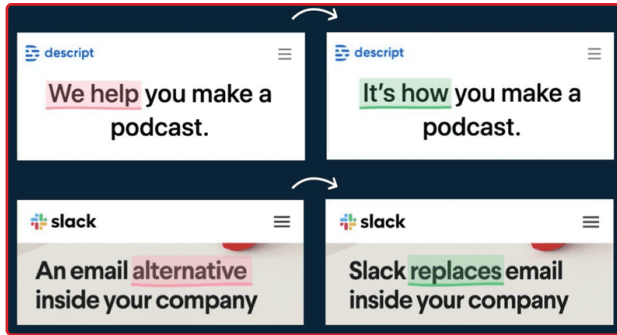 descript
We help you make a
podcast.
descript
It's how you make a
podcast.
slack
An email alternative
inside your company
slack
Slack replaces email
inside your company